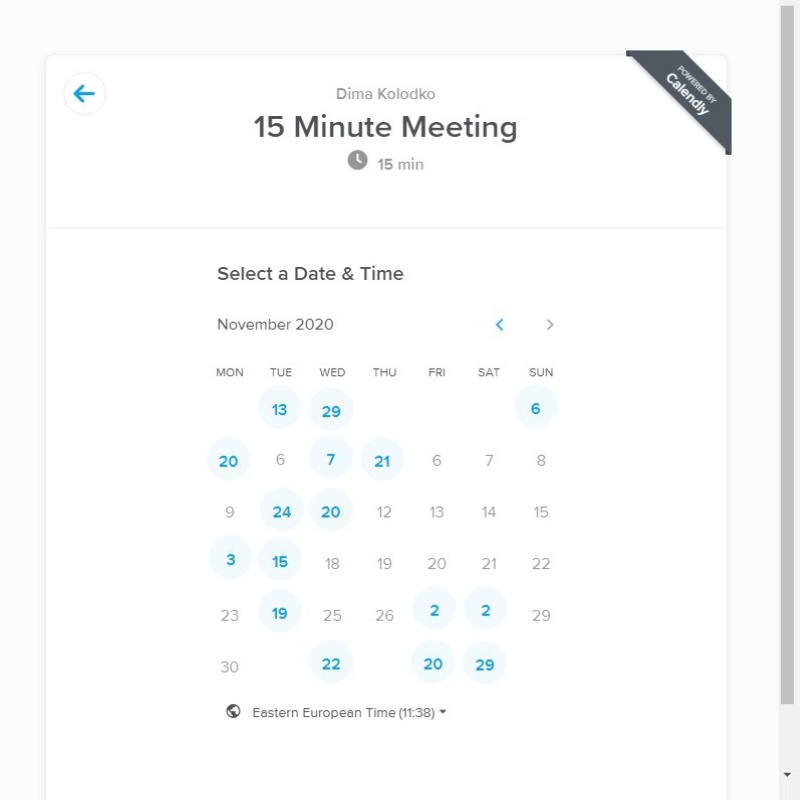 POWERED BY
Calendly
Dima Kolodko
15 Minute Meeting
15 min
Select a Date & Time
November 2020
MON TUE WED THU FRI SAT SUN
13 29 6
20 6 7 21 6 7 8
9 24 20 12 13 14 15
3 15 18 19 20 21 22
23 19 25 26 2 2 29
30 22 20 29
Eastern European Time (11:38)